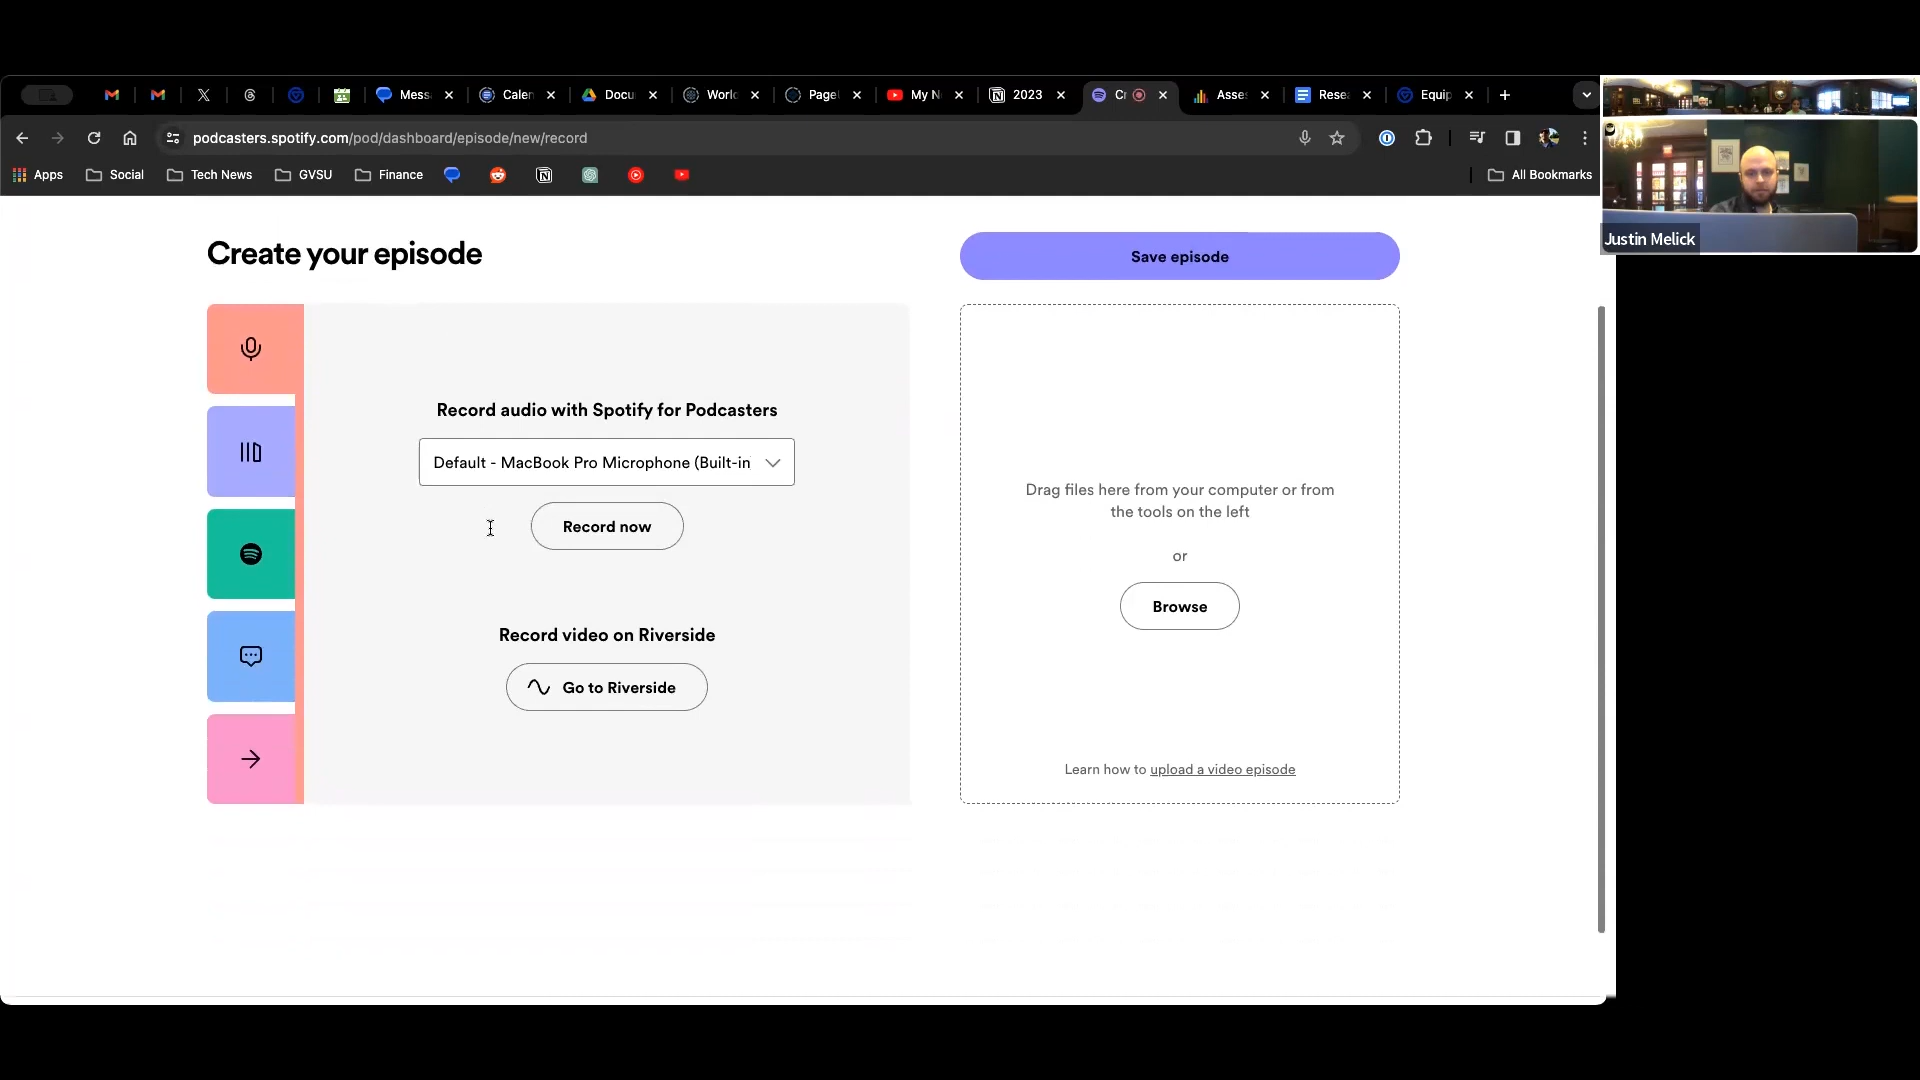 Mess
Calen
Docu
Worl
Page
My N
2023
Cr
Asse
Resea
Equip
podcasters.spotify.com/pod/dashboard/episode/new/record
Apps
Social
Tech News
GVSU
Finance
All Bookmarks
Justin Melick
Create your episode
Save episode
Record audio with Spotify for Podcasters
Default - MacBook Pro Microphone (Built-in
Record now
Record video on Riverside
Go to Riverside
Drag files here from your computer or from
the tools on the left
or
Browse
Learn how to upload a video episode